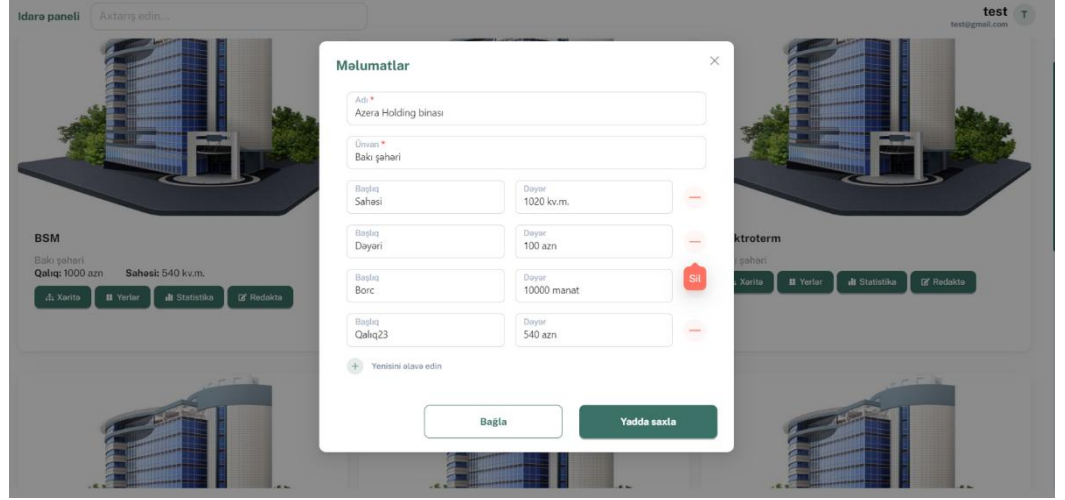 Idarə paneli
Axtarış edin...
test
test@gmail.com
T
Məlumatlar
Adı *
Azera Holding binası
Ünvan *
Bakı şəhəri
Başlıq
Sahəsi
Dəyər
1020 kv.m.
Başlıq
Dəyəri
Dəyər
100 azn
Sil
Başlıq
Borc
Dəyər
10000 manat
Başlıq
Qalıq23
Dəyər
540 azn
Yenisini əlavə edin
Bağla
Yadda saxla
BSM
Bakı şəhəri
Qalıq: 1000 azn Sahəsi: 540 kv.m.
Xəritə
Yerlər
Statistika
Redaktə
ktroterm
şəhəri
Xəritə
Yerlər
Statistika
Redaktə